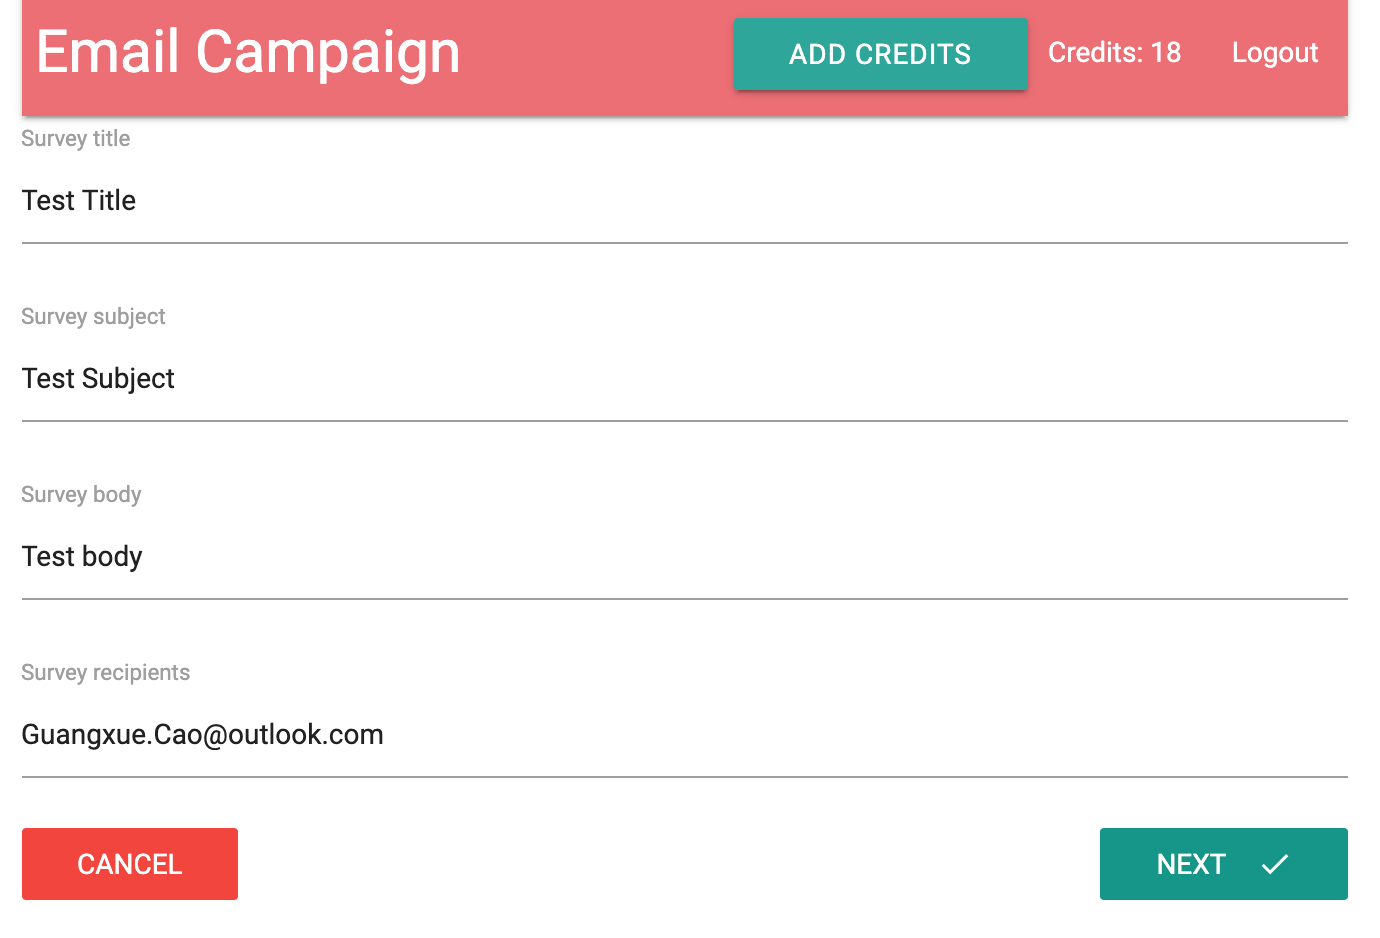 Email Campaign
ADD CREDITS
Credits: 18
Logout
Survey title
Test Title
Survey subject
Test Subject
Survey body
Test body
Survey recipients
Guangxue.Cao@outlook.com
CANCEL
NEXT